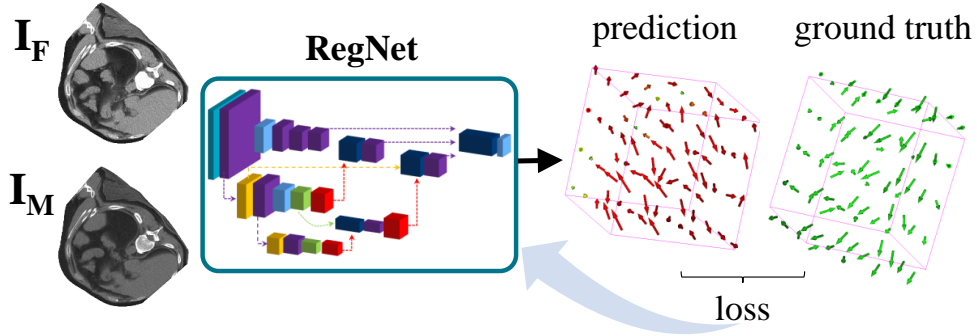 I_F
I_M
RegNet
prediction
ground truth
loss